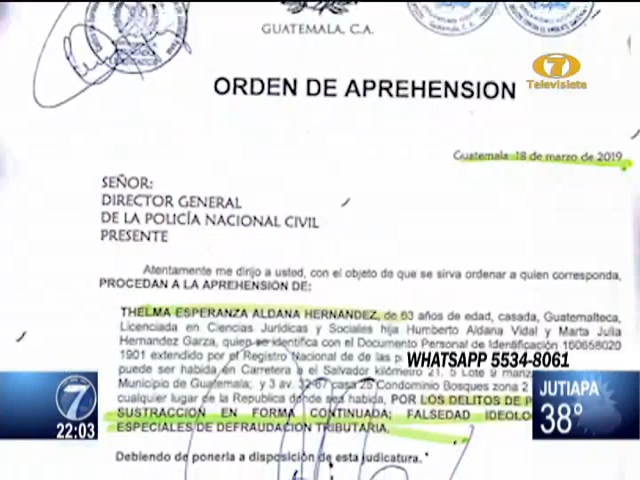 GUATEMALA, C.A.
ORDEN DE APREHENSION
7
Televisiete
Guatemala 18 de marzo de 2019
SEÑOR:
DIRECTOR GENERAL
DE LA POLICÍA NACIONAL CIVIL
PRESENTE
Atentamente me dirijo a usted, con el objeto de que se sirva ordenar a quien corresponda,
PROCEDAN A LA APREHENSION DE:
THELMA ESPERANZA ALDANA HERNANDEZ, de 63 años de edad, casada, Guatemalteca,
Licenciada en Ciencias Jurídicas y Sociales hija Humberto Aldana Vidal y Marta Julia
Hernandez Garza, quien se identifica con el Documento Personal de Identificación 160658020
1901 extendido por el Registro Nacional de las p
WHATSAPP 5534-8061
puede ser habida en Carretera a El Salvador kilómetro 21, 5 Lote 9 manz
Municipio de Guatemala; y 3 av. 32-67 casa 25 Condominio Bosques zona 2
cualquier lugar de la Republica donde sea habida, POR LOS DELITOS DE P
SUSTRACCION EN FORMA CONTINUADA; FALSEDAD IDEOLO
ESPECIALES DE DEFRAUDACION TRIBUTARIA.
Debiendo de ponerla a disposición de esta judicatura.
7
22:03
JUTIAPA
38°